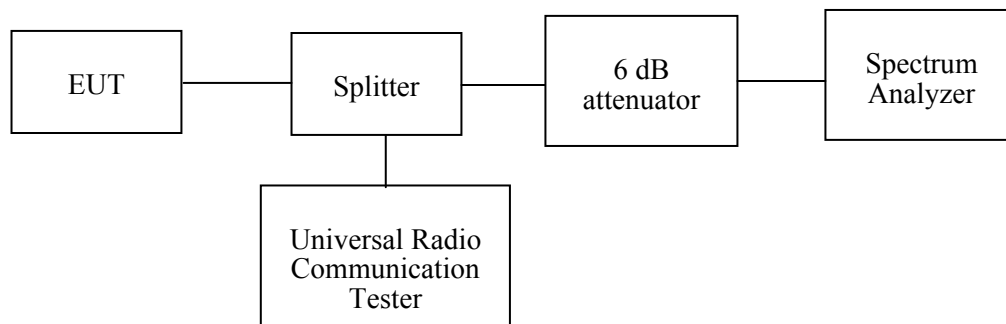 EUT
Splitter
6 dB
attenuator
Spectrum
Analyzer
Universal Radio
Communication
Tester